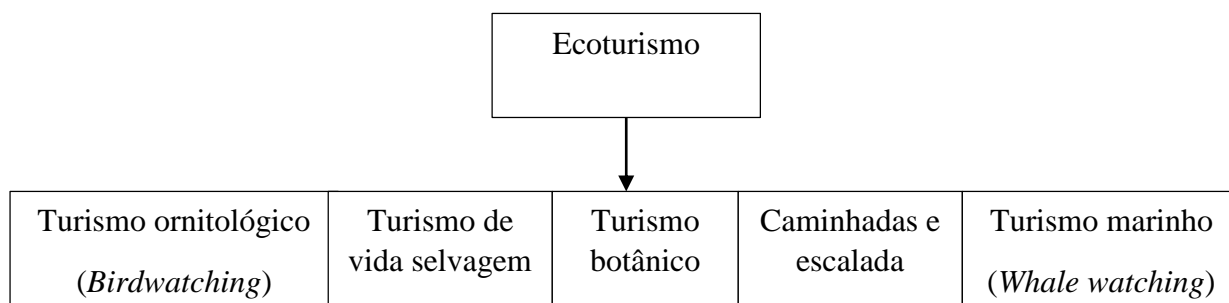 Ecoturismo
Turismo ornitológico
(Birdwatching)
Turismo de
vida selvagem
Turismo
botânico
Caminhadas e
escalada
Turismo marinho
(Whale watching)